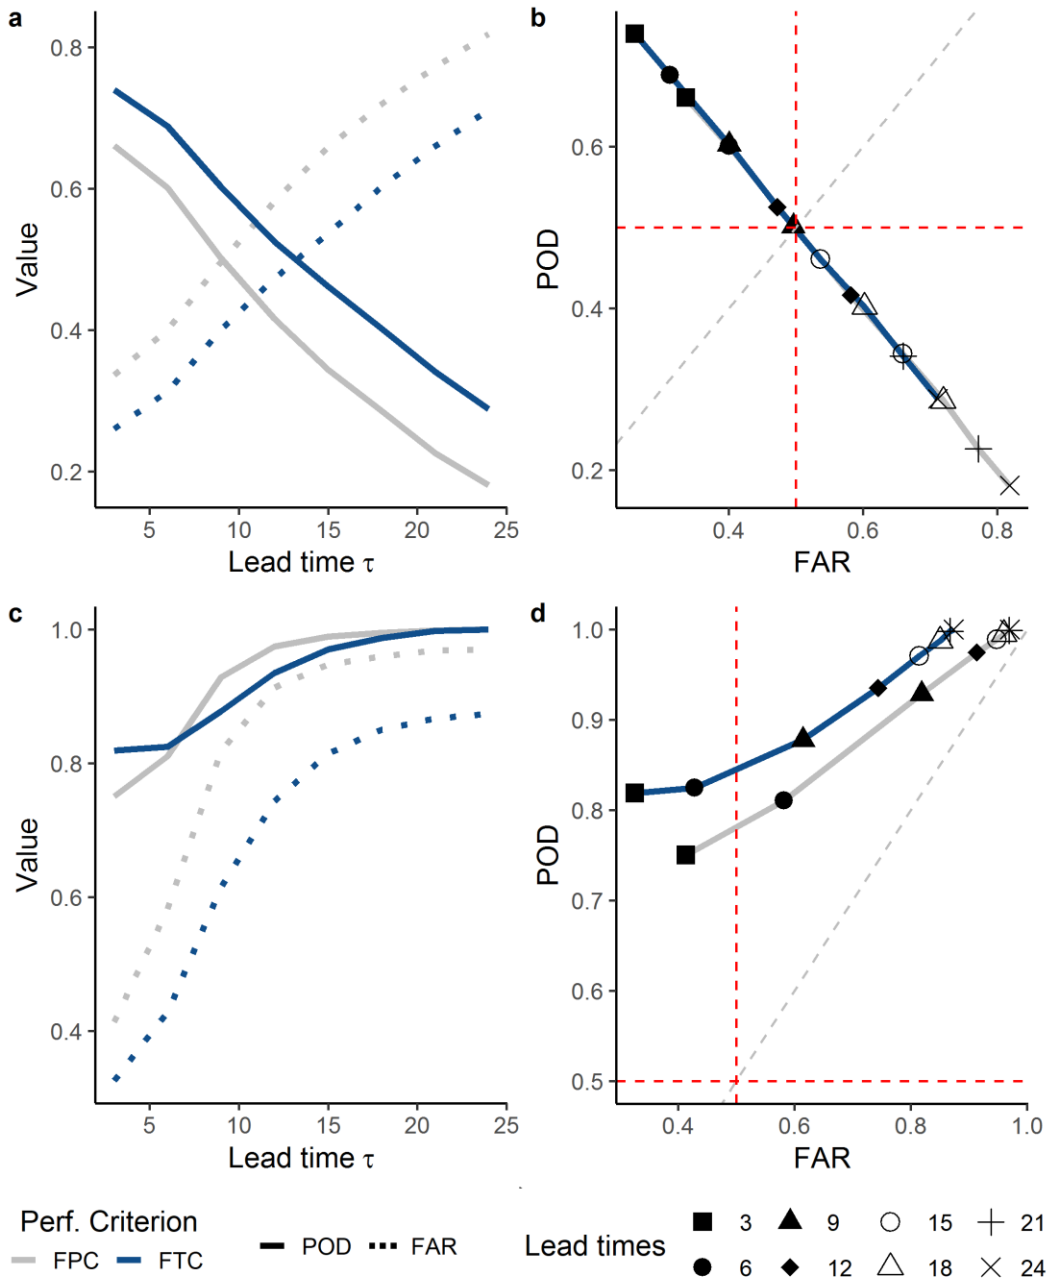 a
0.8
0.6
0.4
0.2
Value
5 10 15 20 25
Lead time τ
b
0.6
0.4
0.2
POD
0.4 0.6 0.8
FAR
c
1.0
0.8
0.6
0.4
Value
5 10 15 20 25
Lead time τ
d
1.0
0.9
0.8
0.7
0.6
0.5
POD
0.4 0.6 0.8 1.0
FAR
Perf. Criterion
FPC FTC
POD FAR
Lead times
3 9 15 21
6 12 18 24